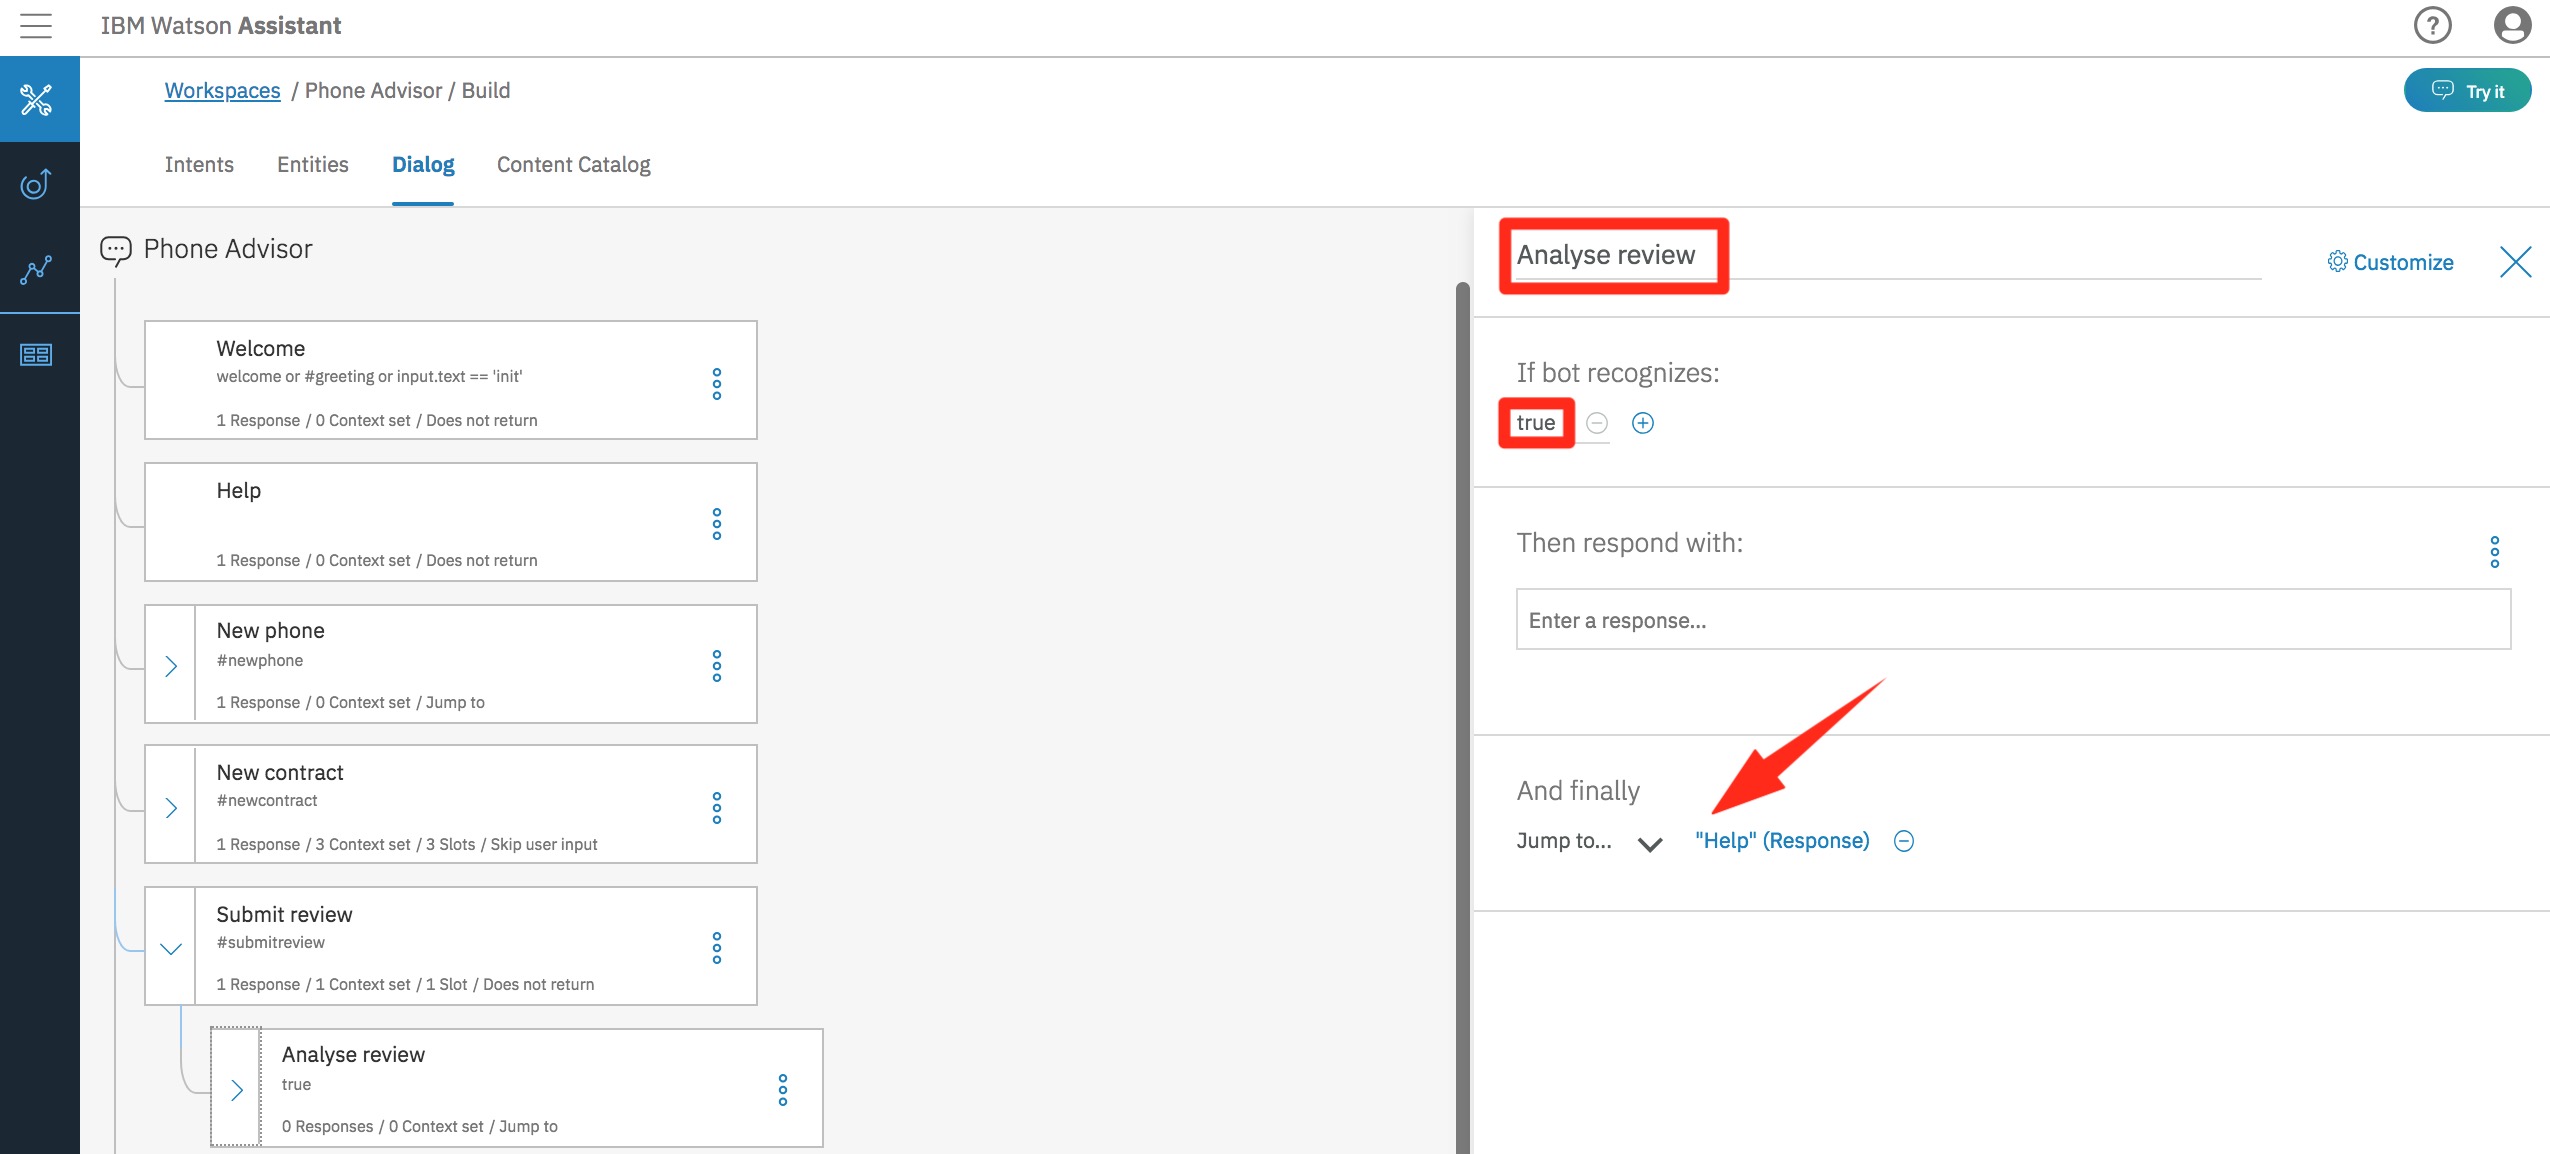 IBM Watson Assistant
?
Workspaces / Phone Advisor / Build
Try it
Intents Entities Dialog Content Catalog
Phone Advisor
Welcome
welcome or #greeting or input.text == 'init'
1 Response / 0 Context set / Does not return
Help
1 Response / 0 Context set / Does not return
New phone
#newphone
1 Response / 0 Context set / Jump to
New contract
#newcontract
1 Response / 3 Context set / 3 Slots / Skip user input
Submit review
#submitreview
1 Response / 1 Context set / 1 Slot / Does not return
Analyse review
true
0 Responses / 0 Context set / Jump to
Analyse review
Customize
If bot recognizes:
true
Then respond with:
Enter a response...
And finally
Jump to... "Help" (Response)